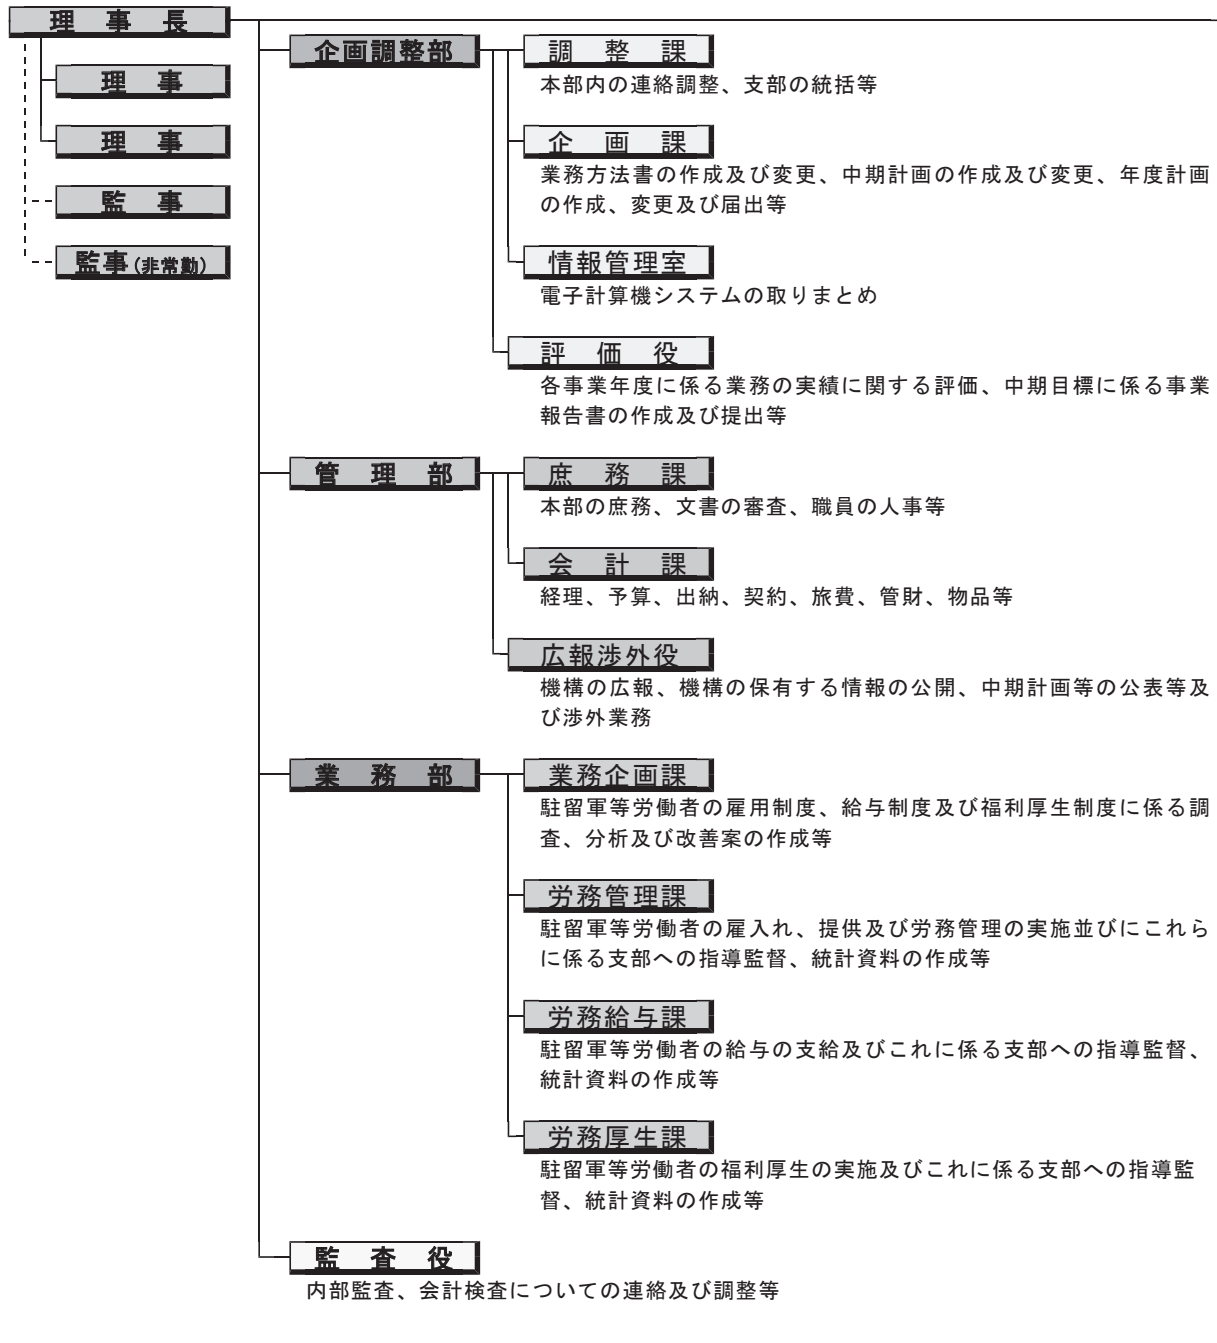 理事長
理事
理事
監事
監事(非常勤)
企画調整部
調整課
本部内の連絡調整、支部の統括等
企画課
業務方法書の作成及び変更、中期計画の作成及び変更、年度計画
の作成、変更及び届出等
情報管理室
電子計算機システムの取りまとめ
評価役
各事業年度に係る業務の実績に関する評価、中期目標に係る事業
報告書の作成及び提出等
管理部
庶務課
本部の庶務、文書の審査、職員の人事等
会計課
経理、予算、出納、契約、旅費、管財、物品等
広報渉外役
機構の広報、機構の保有する情報の公開、中期計画等の公表等及
び渉外業務
業務部
業務企画課
駐留軍等労働者の雇用制度、給与制度及び福利厚生制度に係る調
査、分析及び改善案の作成等
労務管理課
駐留軍等労働者の雇入れ、提供及び労務管理の実施並びにこれら
に係る支部への指導監督、統計資料の作成等
労務給与課
駐留軍等労働者の給与の支給及びこれに係る支部への指導監督、
統計資料の作成等
労務厚生課
駐留軍等労働者の福利厚生の実施及びこれに係る支部への指導監
督、統計資料の作成等
監査役
内部監査、会計検査についての連絡及び調整等